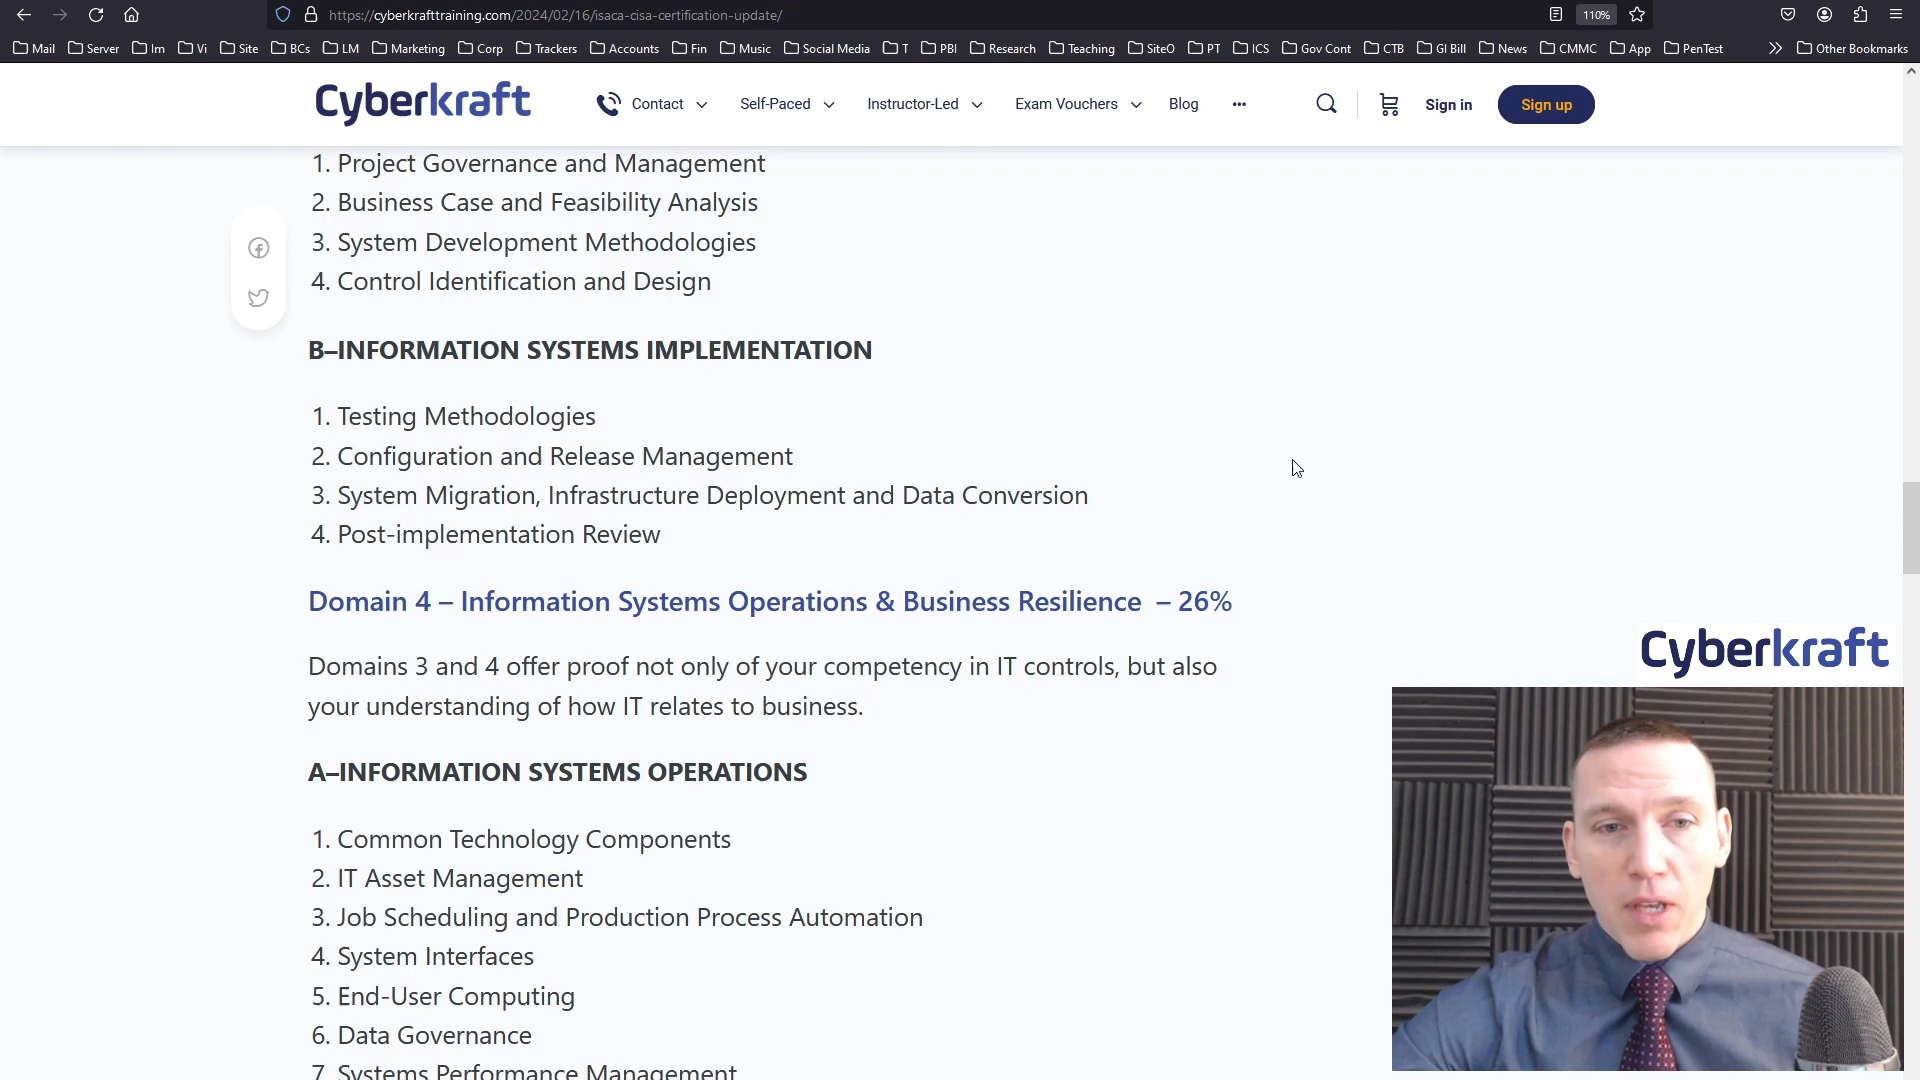 https://cyberkrafttraining.com/2024/02/16/isaca-cisa-certification-update/
110%
Mail Server Im Vi Site BCs LM Marketing Corp Trackers Accounts Fin Music Social Media T PBI Research Teaching SiteO PT ICS Gov Cont CTB GI Bill News CMMC App PenTest Other Bookmarks
Cyberkraft Contact Self-Paced Instructor-Led Exam Vouchers Blog Sign in Sign up
1. Project Governance and Management
2. Business Case and Feasibility Analysis
3. System Development Methodologies
4. Control Identification and Design
B–INFORMATION SYSTEMS IMPLEMENTATION
1. Testing Methodologies
2. Configuration and Release Management
3. System Migration, Infrastructure Deployment and Data Conversion
4. Post-implementation Review
Domain 4 – Information Systems Operations & Business Resilience – 26%
Domains 3 and 4 offer proof not only of your competency in IT controls, but also
your understanding of how IT relates to business.
A–INFORMATION SYSTEMS OPERATIONS
1. Common Technology Components
2. IT Asset Management
3. Job Scheduling and Production Process Automation
4. System Interfaces
5. End-User Computing
6. Data Governance
7. Systems Performance Management
Cyberkraft